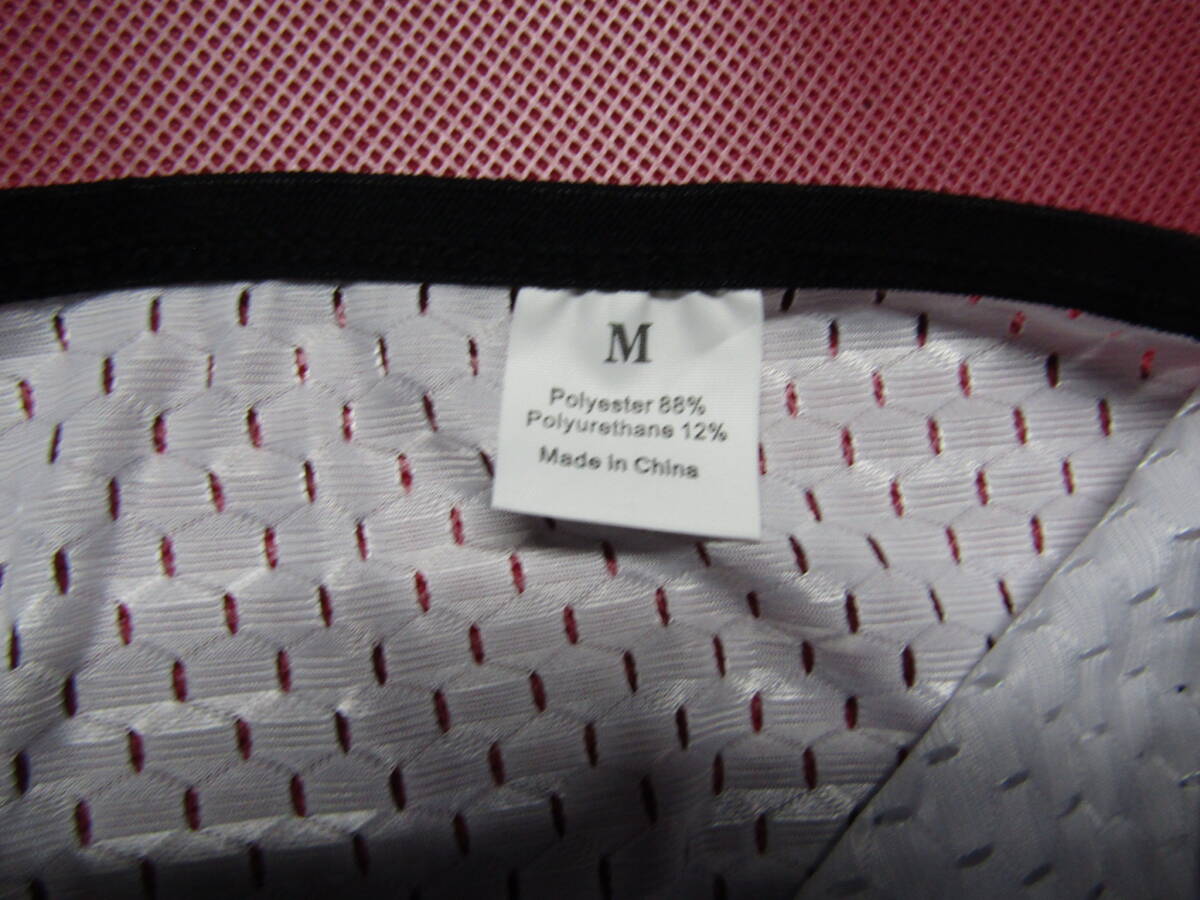 M
Polyester 88%
Polyurethane 12%
Made in China